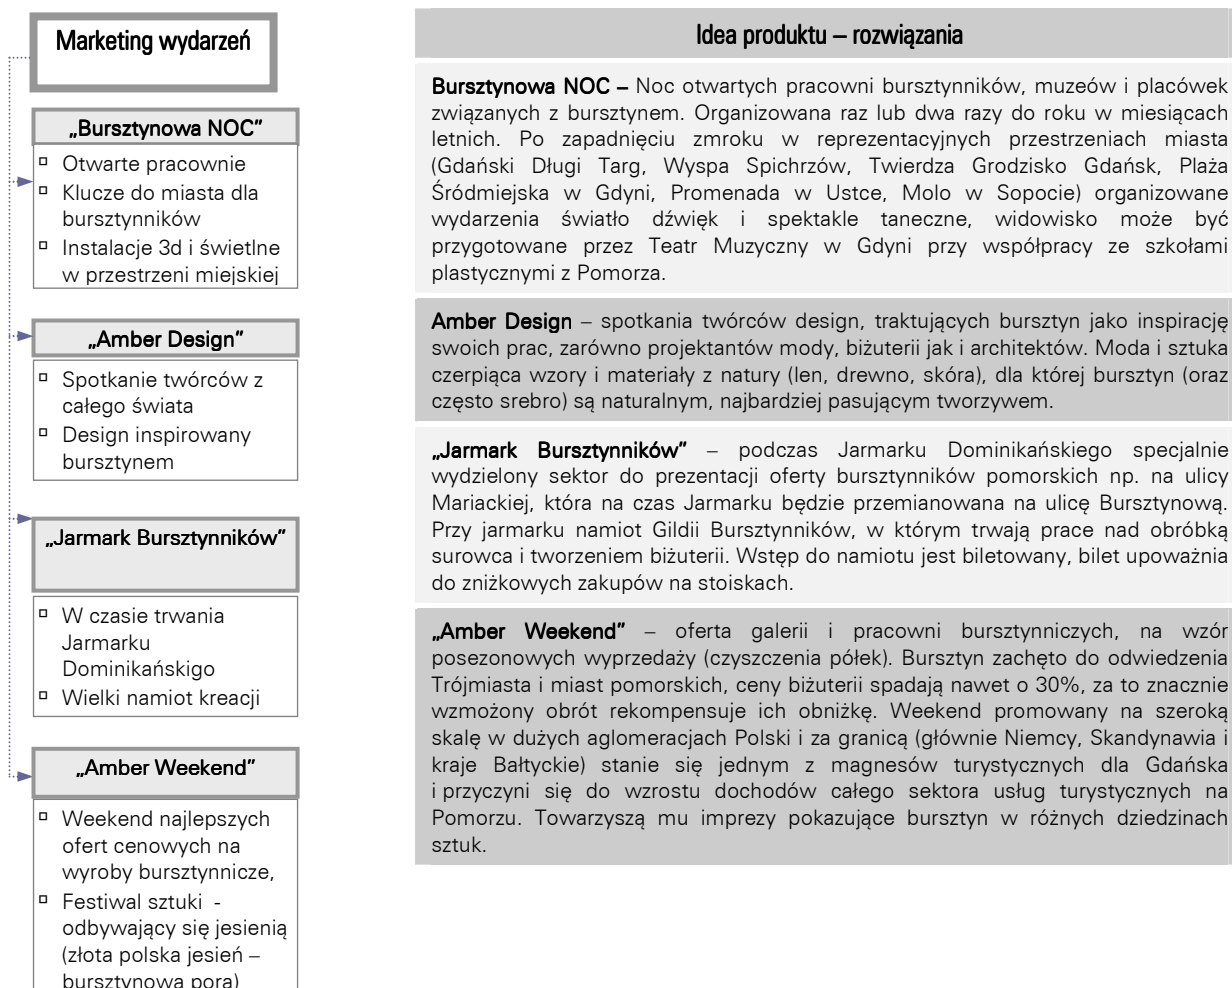 Marketing wydarzeń
„Bursztynowa NOC”
Otwarte pracownie
Klucze do miasta dla
bursztynników
Instalacje 3d i świetlne
w przestrzeni miejskiej
„Amber Design”
Spotkanie twórców z
całego świata
Design inspirowany
bursztynem
„Jarmark Bursztynników”
W czasie trwania
Jarmarku
Dominikańskigo
Wielki namiot kreacji
„Amber Weekend”
Weekend najlepszych
ofert cenowych na
wyroby bursztynnicze,
Festiwal sztuki -
odbywający się jesienią
(złota polska jesień –
bursztynowa pora)
Idea produktu – rozwiązania
Bursztynowa NOC – Noc otwartych pracowni bursztynników, muzeów i placówek
związanych z bursztynem. Organizowana raz lub dwa razy do roku w miesiącach
letnich. Po zapadnięciu zmroku w reprezentacyjnych przestrzeniach miasta
(Gdański Długi Targ, Wyspa Spichrzów, Twierdza Grodzisko Gdańsk, Plaża
Śródmiejska w Gdyni, Promenada w Ustce, Molo w Sopocie) organizowane
wydarzenia światło dźwięk i spektakle taneczne, widowisko może być
przygotowane przez Teatr Muzyczny w Gdyni przy współpracy ze szkołami
plastycznymi z Pomorza.
Amber Design – spotkania twórców design, traktujących bursztyn jako inspirację
swoich prac, zarówno projektantów mody, biżuterii jak i architektów. Moda i sztuka
czerpiąca wzory i materiały z natury (len, drewno, skóra), dla której bursztyn (oraz
często srebro) są naturalnym, najbardziej pasującym tworzywem.
„Jarmark Bursztynników” – podczas Jarmarku Dominikańskiego specjalnie
wydzielony sektor do prezentacji oferty bursztynników pomorskich np. na ulicy
Mariackiej, która na czas Jarmarku będzie przemianowana na ulicę Bursztynową.
Przy jarmarku namiot Gildii Bursztynników, w którym trwają prace nad obróbką
surowca i tworzeniem biżuterii. Wstęp do namiotu jest biletowany, bilet upoważnia
do zniżkowych zakupów na stoiskach.
„Amber Weekend” – oferta galerii i pracowni bursztynniczych, na wzór
posezonowych wyprzedaży (czyszczenia półek). Bursztyn zachęto do odwiedzenia
Trójmiasta i miast pomorskich, ceny biżuterii spadają nawet o 30%, za to znacznie
wzmożony obrót rekompensuje ich obniżkę. Weekend promowany na szeroką
skalę w dużych aglomeracjach Polski i za granicą (głównie Niemcy, Skandynawia i
kraje Bałtyckie) stanie się jednym z magnesów turystycznych dla Gdańska
i przyczyni się do wzrostu dochodów całego sektora usług turystycznych na
Pomorzu. Towarzyszą mu imprezy pokazujące bursztyn w różnych dziedzinach
sztuk.